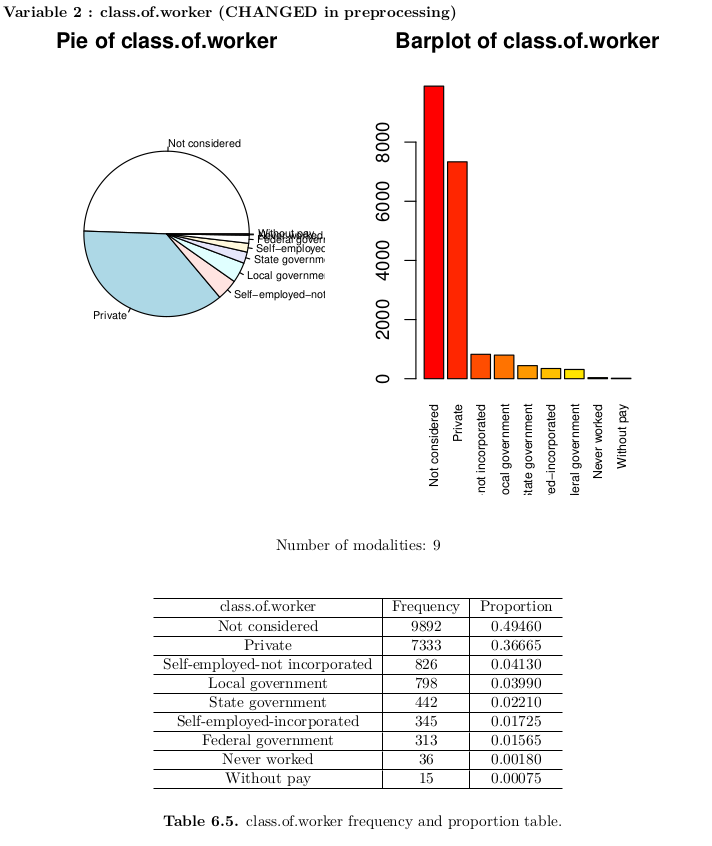 Variable 2 : class.of.worker (CHANGED in preprocessing)
Pie of class.of.worker
Not considered
Without pay
Never worked
Federal govern
Self−employed
State governm
Local governme
Self−employed−not
Private
Barplot of class.of.worker
8000
6000
4000
2000
0
Not considered
Private
not incorporated
ocal government
tate government
ed−incorporated
leral government
Never worked
Without pay
Number of modalities: 9
class.of.worker Frequency Proportion
Not considered 9892 0.49460
Private 7333 0.36665
Self-employed-not incorporated 826 0.04130
Local government 798 0.03990
State government 442 0.02210
Self-employed-incorporated 345 0.01725
Federal government 313 0.01565
Never worked 36 0.00180
Without pay 15 0.00075
Table 6.5. class.of.worker frequency and proportion table.